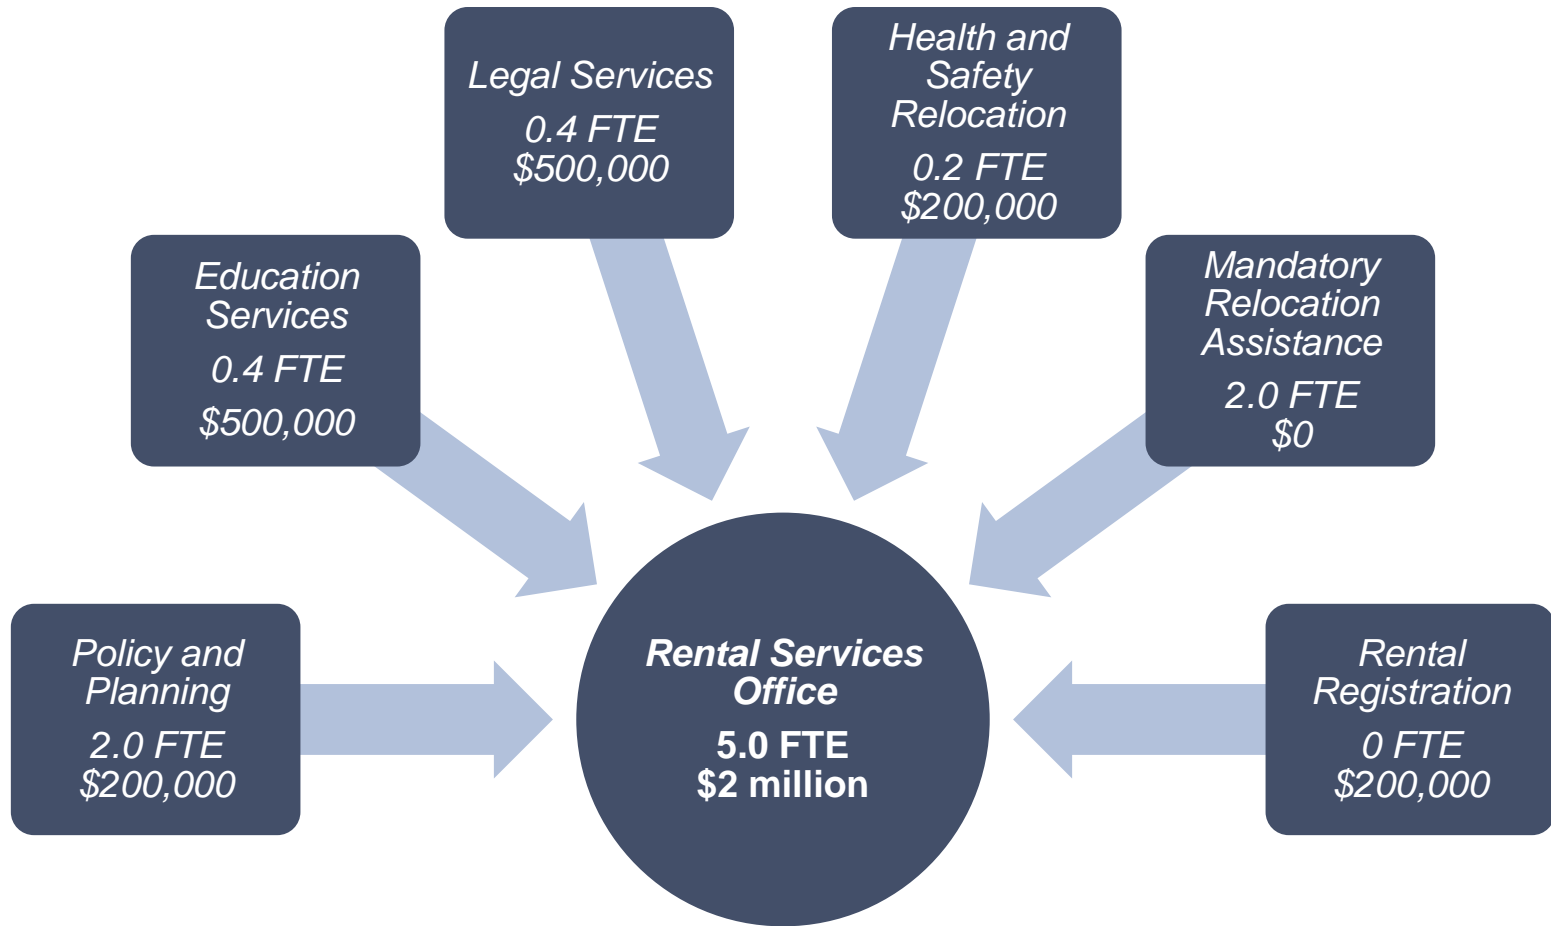 Legal Services
0.4 FTE
$500,000
Health and
Safety
Relocation
0.2 FTE
$200,000
Education
Services
0.4 FTE
$500,000
Mandatory
Relocation
Assistance
2.0 FTE
$0
Policy and
Planning
2.0 FTE
$200,000
Rental Services
Office
5.0 FTE
$2 million
Rental
Registration
0 FTE
$200,000